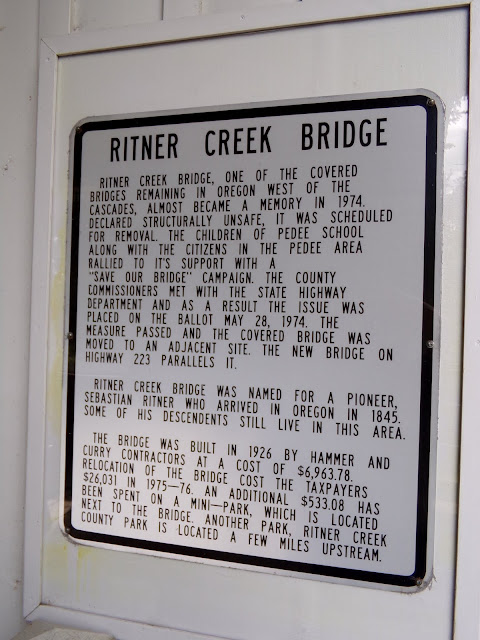 RITNER CREEK BRIDGE
RITNER CREEK BRIDGE, ONE OF THE COVERED
BRIDGES REMAINING IN OREGON WEST OF THE
CASCADES, ALMOST BECAME A MEMORY IN 1974.
DECLARED STRUCTURALLY UNSAFE, IT WAS SCHEDULED
FOR REMOVAL. THE CHILDREN OF PEDEE SCHOOL
ALONG WITH THE CITIZENS IN THE PEDEE AREA
RALLIED TO IT'S SUPPORT WITH A
"SAVE OUR BRIDGE" CAMPAIGN. THE COUNTY
COMMISSIONERS MET WITH THE STATE HIGHWAY
DEPARTMENT AND AS A RESULT THE ISSUE WAS
PLACED ON THE BALLOT MAY 28, 1974. THE
MEASURE PASSED AND THE COVERED BRIDGE WAS
MOVED TO AN ADJACENT SITE. THE NEW BRIDGE ON
HIGHWAY 223 PARALLELS IT.
RITNER CREEK BRIDGE WAS NAMED FOR A PIONEER,
SEBASTIAN RITNER WHO ARRIVED IN OREGON IN 1845.
SOME OF HIS DESCENDENTS STILL LIVE IN THIS AREA.
THE BRIDGE WAS BUILT IN 1926 BY HAMMER AND
CURRY CONTRACTORS AT A COST OF $6,963.78.
RELOCATION OF THE BRIDGE COST THE TAXPAYERS
$26,031 IN 1975-76. AN ADDITIONAL $533.08 HAS
BEEN SPENT ON A MINI-PARK, WHICH IS LOCATED
NEXT TO THE BRIDGE. ANOTHER PARK, RITNER CREEK
COUNTY PARK IS LOCATED A FEW MILES UPSTREAM.